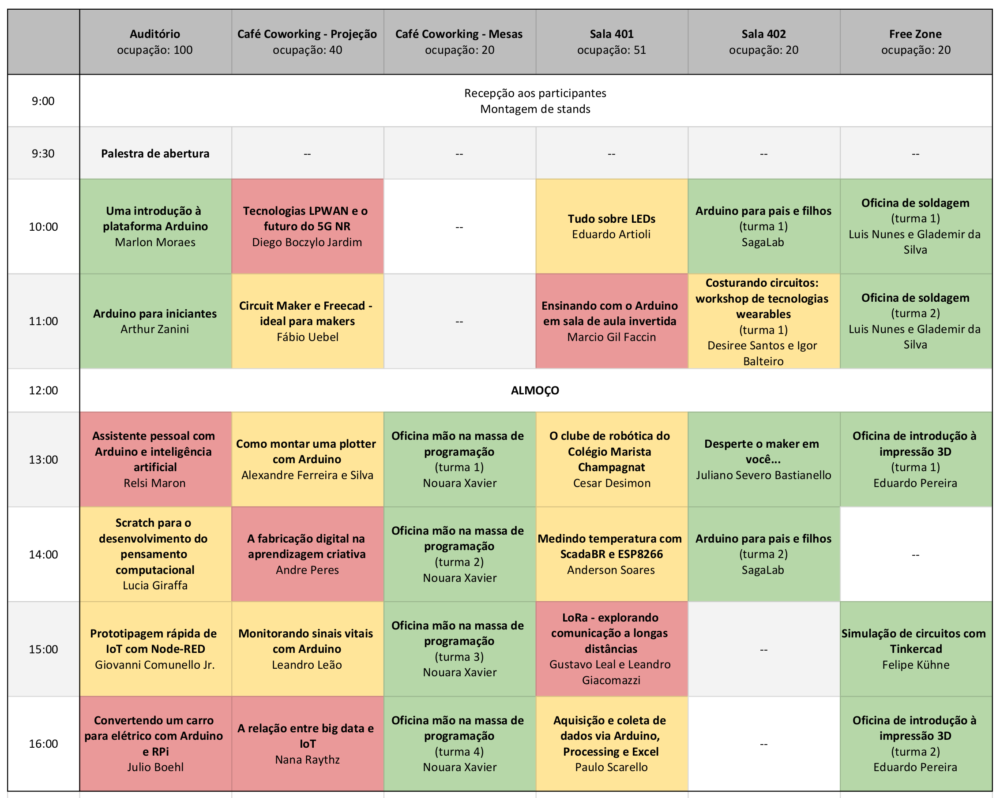 Auditório
ocupação: 100
Café Coworking - Projeção
ocupação: 40
Café Coworking - Mesas
ocupação: 20
Sala 401
ocupação: 51
Sala 402
ocupação: 20
Free Zone
ocupação: 20
9:00
Recepção aos participantes
Montagem de stands
9:30
Palestra de abertura
--
--
--
--
--
10:00
Uma introdução à
plataforma Arduino
Marlon Moraes
Tecnologias LPWAN e o
futuro do 5G NR
Diego Boczylo Jardim
--
Tudo sobre LEDs
Eduardo Artioli
Arduino para pais e filhos
(turma 1)
SagaLab
Oficina de soldagem
(turma 1)
Luis Nunes e Glademir da
Silva
11:00
Arduino para iniciantes
Arthur Zanini
Circuit Maker e Freecad -
ideal para makers
Fábio Uebel
--
Ensinando com o Arduino
em sala de aula invertida
Marcio Gil Faccin
Costurando circuitos:
workshop de tecnologias
wearables
(turma 1)
Desiree Santos e Igor
Balteiro
Oficina de soldagem
(turma 2)
Luis Nunes e Glademir da
Silva
12:00
ALMOÇO
13:00
Assistente pessoal com
Arduino e inteligência
artificial
Relsi Maron
Como montar uma plotter
com Arduino
Alexandre Ferreira e Silva
Oficina mão na massa de
programação
(turma 1)
Nouara Xavier
O clube de robótica do
Colégio Marista
Champagnat
Cesar Desimon
Desperte o maker em
você...
Juliano Severo Bastianello
Oficina de introdução à
impressão 3D
(turma 1)
Eduardo Pereira
14:00
Scratch para o
desenvolvimento do
pensamento
computacional
Lucia Giraffa
A fabricação digital na
aprendizagem criativa
Andre Peres
Oficina mão na massa de
programação
(turma 2)
Nouara Xavier
Medindo temperatura com
ScadaBR e ESP8266
Anderson Soares
Arduino para pais e filhos
(turma 2)
SagaLab
--
15:00
Prototipagem rápida de
IoT com Node-RED
Giovanni Comunello Jr.
Monitorando sinais vitais
com Arduino
Leandro Leão
Oficina mão na massa de
programação
(turma 3)
Nouara Xavier
LoRa - explorando
comunicação a longas
distâncias
Gustavo Leal e Leandro
Giacomazzi
--
Simulação de circuitos com
Tinkercad
Felipe Kühne
16:00
Convertendo um carro
para elétrico com Arduino
e RPi
Julio Boehl
A relação entre big data e
IoT
Nana Raythz
Oficina mão na massa de
programação
(turma 4)
Nouara Xavier
Aquisição e coleta de
dados via Arduino,
Processing e Excel
Paulo Scarello
--
Oficina de introdução à
impressão 3D
(turma 2)
Eduardo Pereira